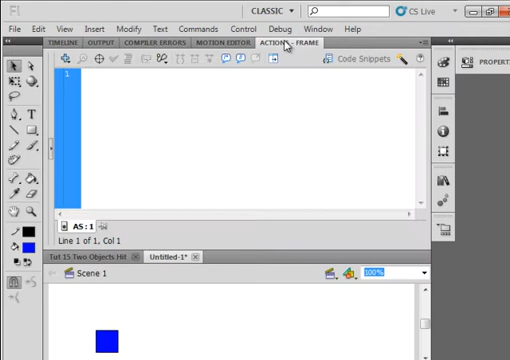 Fl
CLASSIC
CS Live
File Edit View Insert Modify Text Commands Control Debug Window Help
TIMELINE OUTPUT COMPILER ERRORS MOTION EDITOR ACTIONS - FRAME
Code Snippets
PROPERT
1
AS : 1
Line 1 of 1, Col 1
Tut 15 Two Objects Hit Untitled-1*
Scene 1
100%